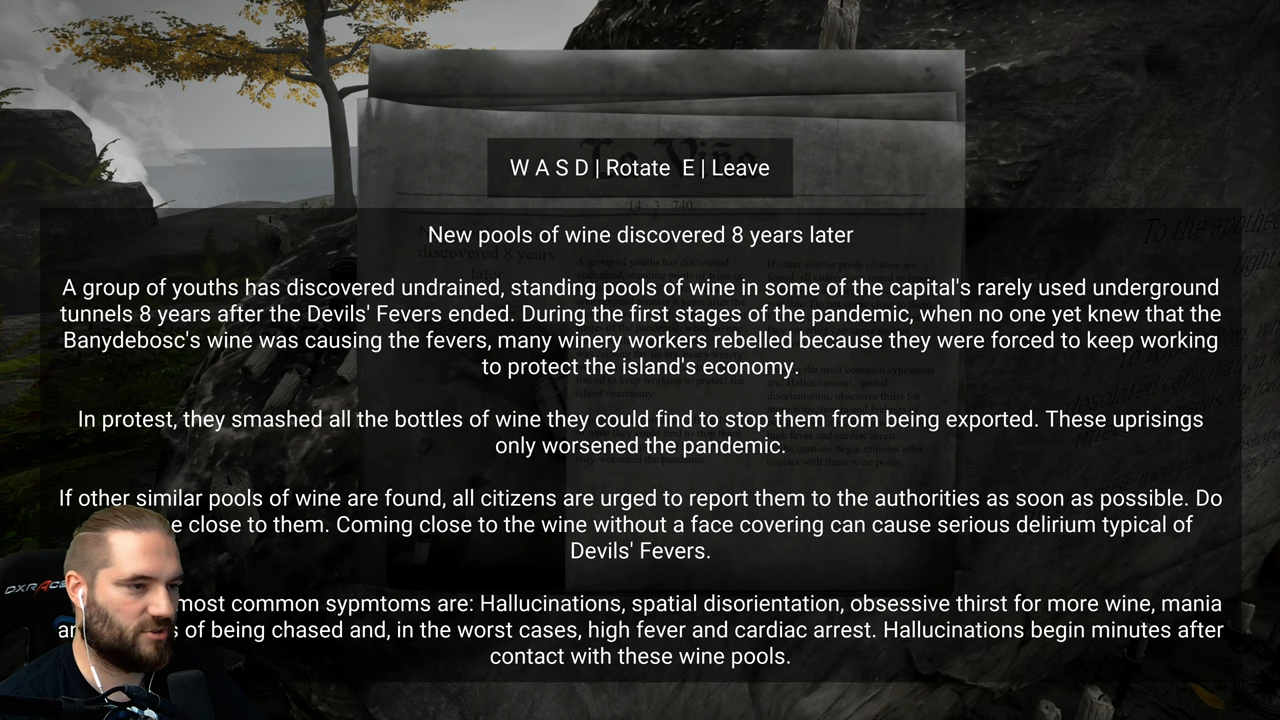 W A S D | Rotate E | Leave
14 - 3 - 740
New pools of wine discovered 8 years later
A group of youths has discovered undrained, standing pools of wine in some of the capital's rarely used underground
tunnels 8 years after the Devils' Fevers ended. During the first stages of the pandemic, when no one yet knew that the
Banydebosc's wine was causing the fevers, many winery workers rebelled because they were forced to keep working
to protect the island's economy.
In protest, they smashed all the bottles of wine they could find to stop them from being exported. These uprisings
only worsened the pandemic.
If other similar pools of wine are found, all citizens are urged to report them to the authorities as soon as possible. Do
close to them. Coming close to the wine without a face covering can cause serious delirium typical of
Devils' Fevers.
most common sypmtoms are: Hallucinations, spatial disorientation, obsessive thirst for more wine, mania
of being chased and, in the worst cases, high fever and cardiac arrest. Hallucinations begin minutes after
contact with these wine pools.
To the
DXRACE